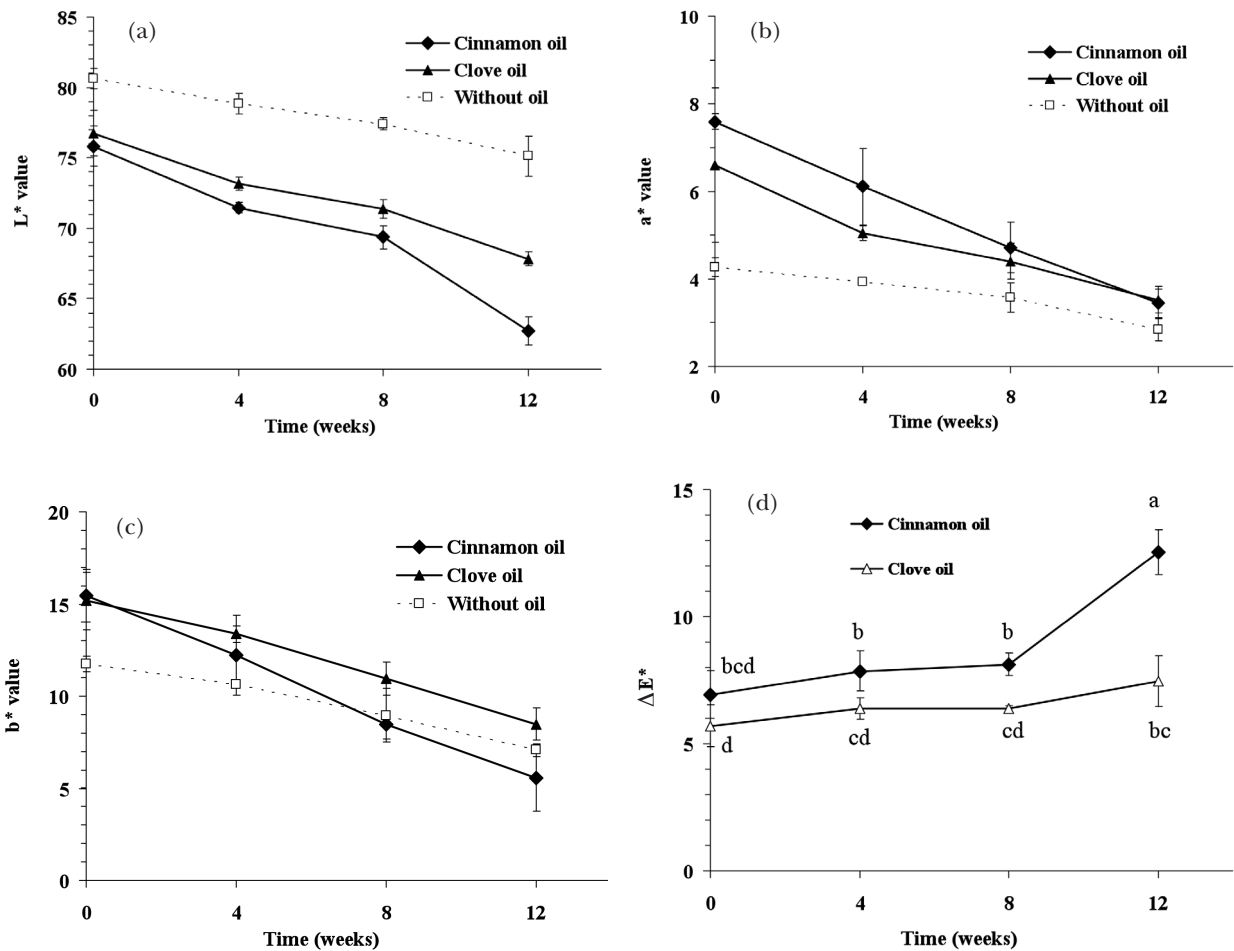 (a)
Cinnamon oil
Clove oil
Without oil
85
80
75
70
65
60
L* value
0 4 8 12
Time (weeks)
(b)
Cinnamon oil
Clove oil
Without oil
10
8
6
4
2
a* value
0 4 8 12
Time (weeks)
(c)
Cinnamon oil
Clove oil
Without oil
20
15
10
5
0
b* value
0 4 8 12
Time (weeks)
(d)
Cinnamon oil
Clove oil
15
10
5
0
ΔE*
a
b
b
bcd
d
cd
cd
bc
0 4 8 12
Time (weeks)